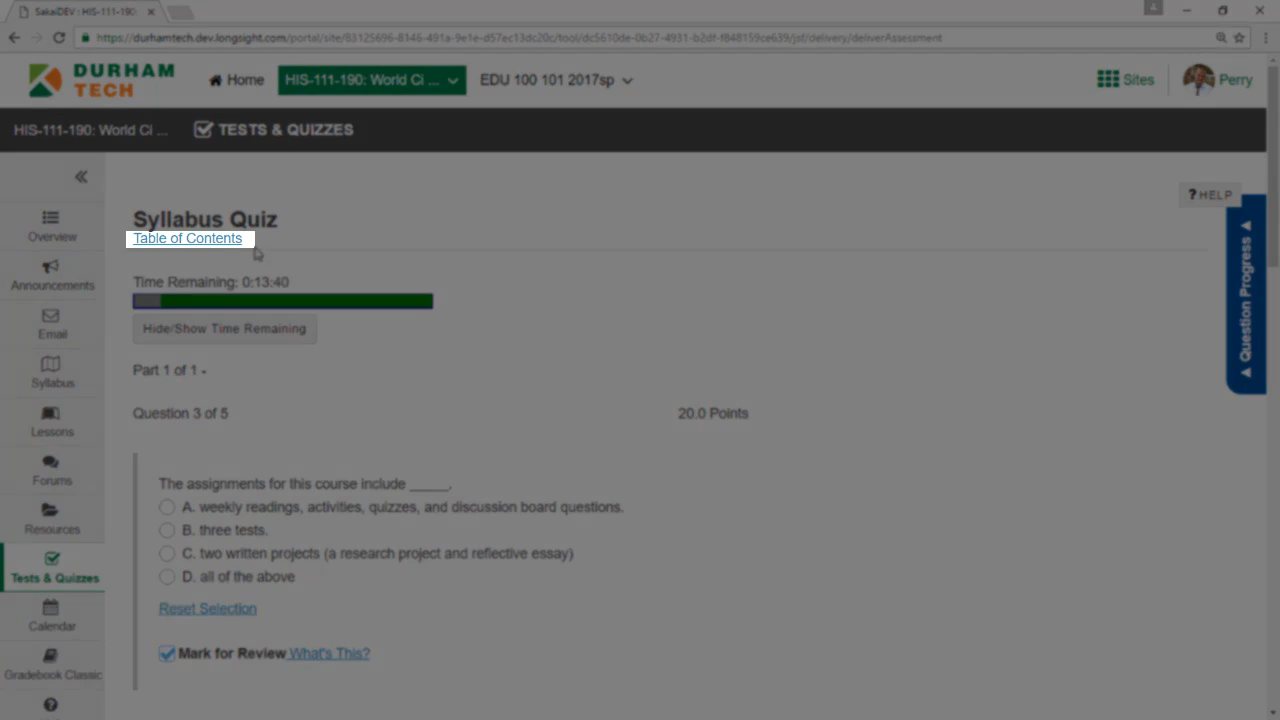 SakaiDEV : HIS-111-190:
https://durhamtech.dev.longsight.com/portal/site/83125696-8146-491a-9e1e-d57ec13dc20c/tool/dc5610de-0b27-4931-b2df-f848159ce639/jsf/delivery/deliverAssessment
DURHAM TECH
Home
HIS-111-190: World Ci ...
EDU 100 101 2017sp
Sites
Perry
HIS-111-190: World Ci ...
TESTS & QUIZZES
? HELP
Overview
Announcements
Email
Syllabus
Lessons
Forums
Resources
Tests & Quizzes
Calendar
Gradebook Classic
Syllabus Quiz
Table of Contents
Time Remaining: 0:13:40
Hide/Show Time Remaining
Part 1 of 1 -
Question 3 of 5
20.0 Points
The assignments for this course include _____.
A. weekly readings, activities, quizzes, and discussion board questions.
B. three tests.
C. two written projects (a research project and reflective essay)
D. all of the above
Reset Selection
Mark for Review What's This?
Question Progress